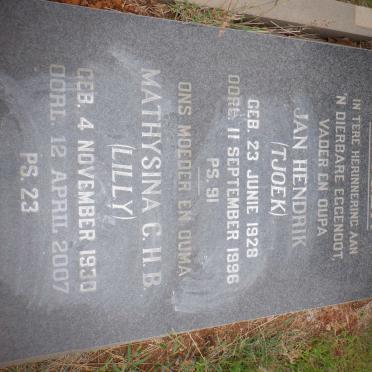 IN TERE HERINNERING AAN
'N DIERBARE EGGENOOT,
VADER EN OUPA
JAN HENDRIK
(TJOEK)
GEB. 23 JUNIE 1928
OORL. 11 SEPTEMBER 1996
PS. 91
ONS MOEDER EN OUMA
MATHYSINA C.H.B.
(LILLY)
GEB. 4 NOVEMBER 1930
OORL. 12 APRIL 2007
PS. 23